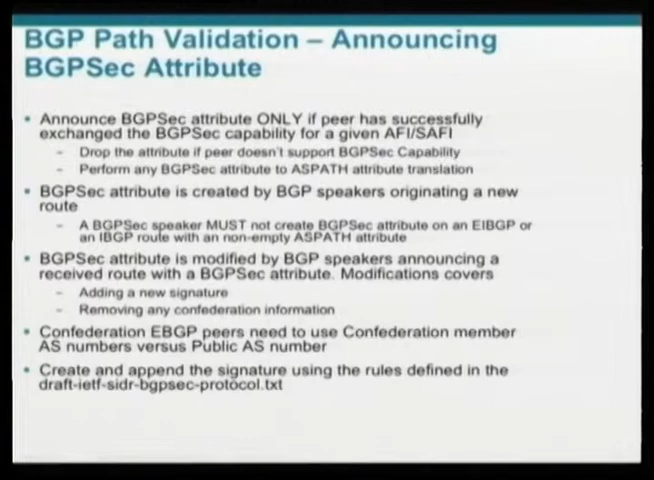 BGP Path Validation – Announcing
BGPSec Attribute
• Announce BGPSec attribute ONLY if peer has successfully
exchanged the BGPSec capability for a given AFI/SAFI
– Drop the attribute if peer doesn't support BGPSec Capability
– Perform any BGPSec attribute to ASPATH attribute translation
• BGPSec attribute is created by BGP speakers originating a new
route
– A BGPSec speaker MUST not create BGPSec attribute on an EIBGP or
an IBGP route with an non-empty ASPATH attribute
• BGPSec attribute is modified by BGP speakers announcing a
received route with a BGPSec attribute. Modifications covers
– Adding a new signature
– Removing any confederation information
• Confederation EBGP peers need to use Confederation member
AS numbers versus Public AS number
• Create and append the signature using the rules defined in the
draft-ietf-sidr-bgpsec-protocol.txt